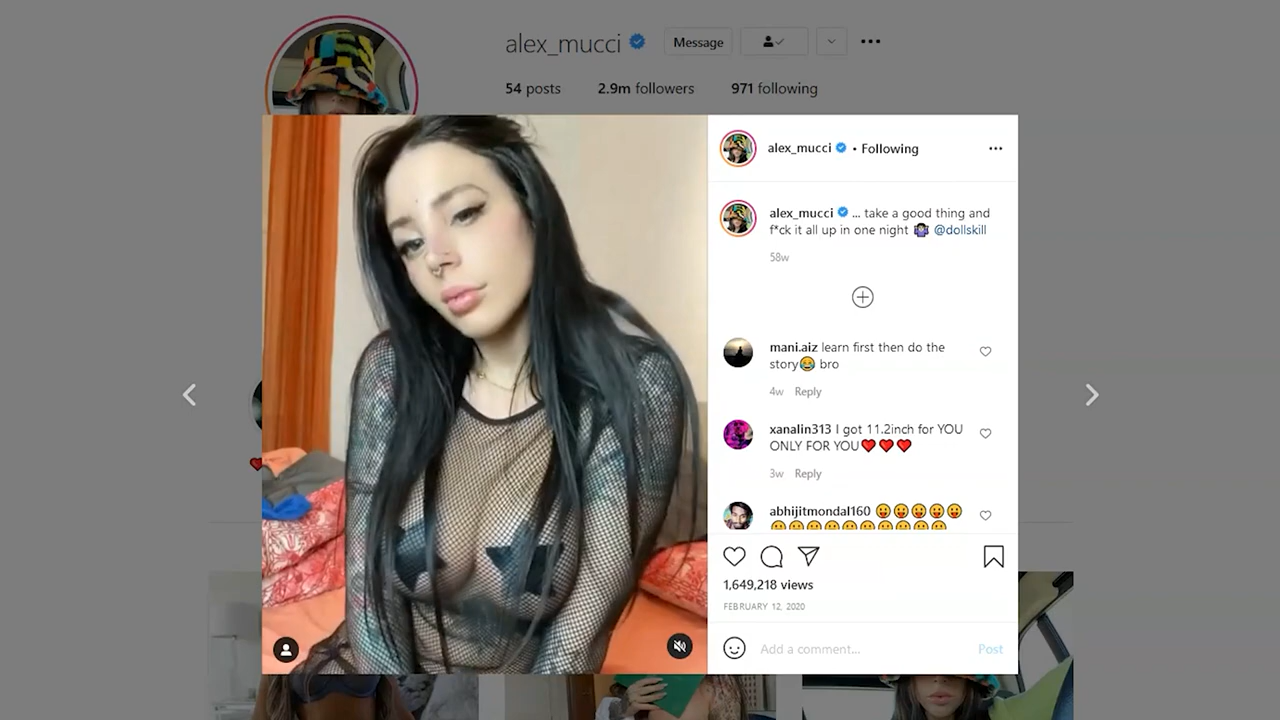 alex_mucci
Message
54 posts 2.9m followers 971 following
alex_mucci • Following
alex_mucci ... take a good thing and
f*ck it all up in one night @dollskill
58w
mani.aiz learn first then do the
story😂 bro
4w Reply
xanalin313 I got 11.2inch for YOU
ONLY FOR YOU❤️❤️❤️
3w Reply
abhijitmondal160 😛😛😛😛😛
1,649,218 views
FEBRUARY 12, 2020
Add a comment... Post